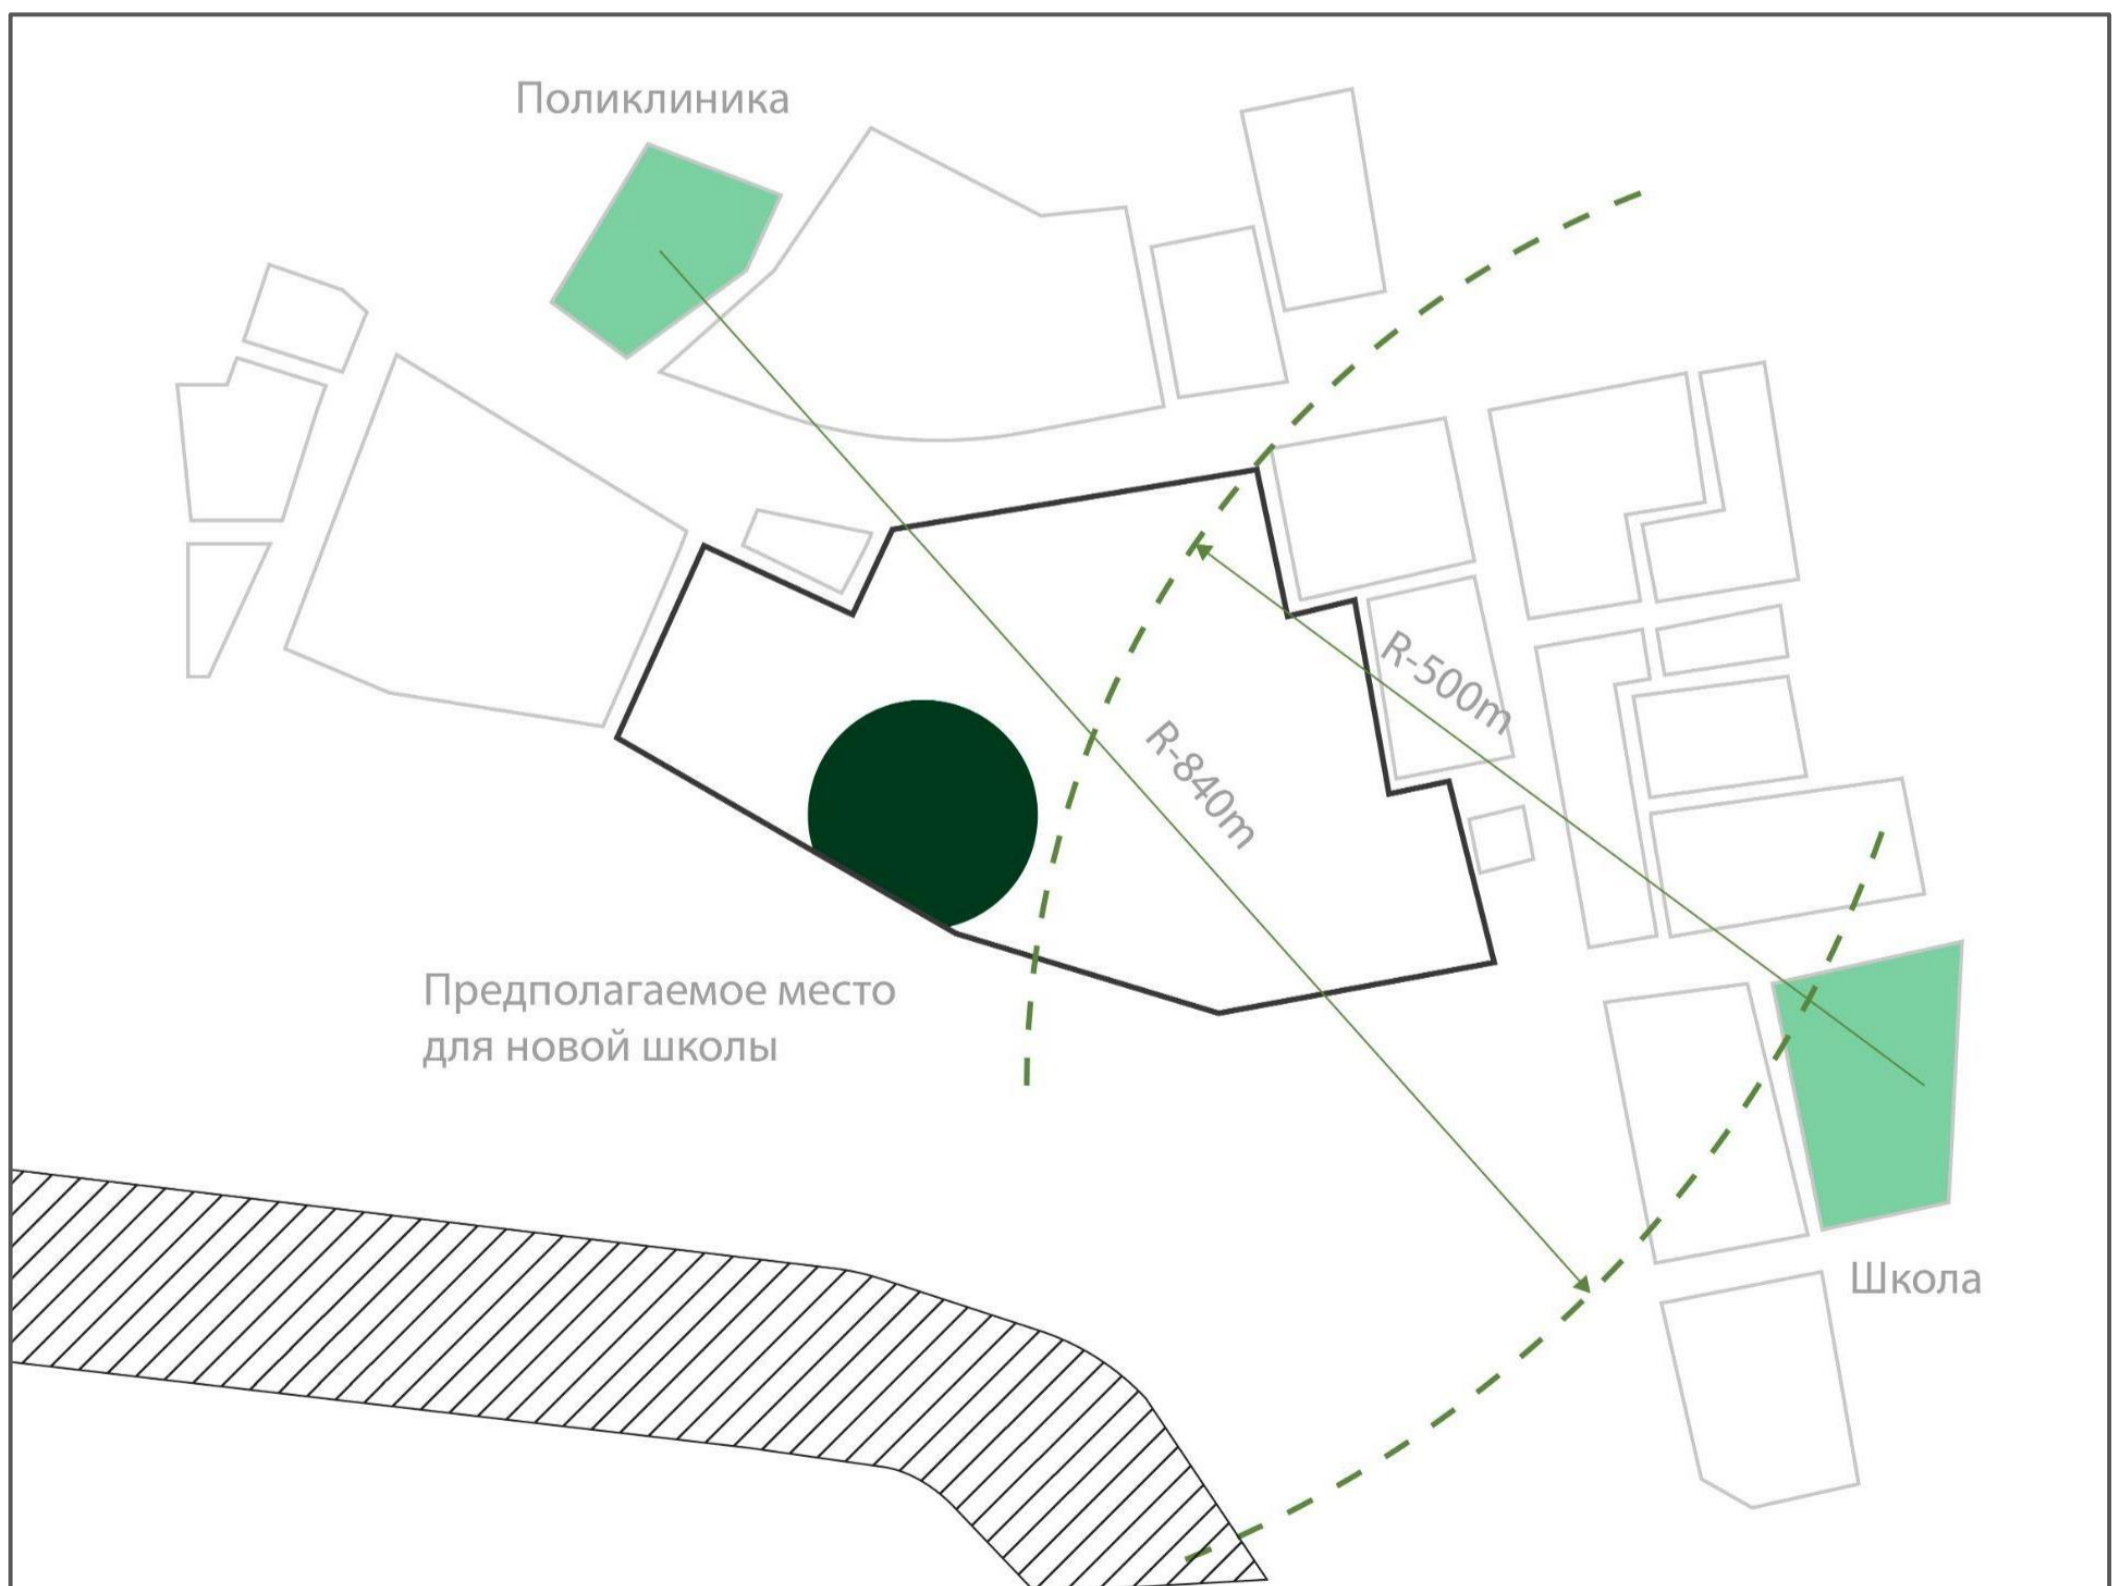 Поликлиника
R-500m
R-840m
Предполагаемое место
для новой школы
Школа